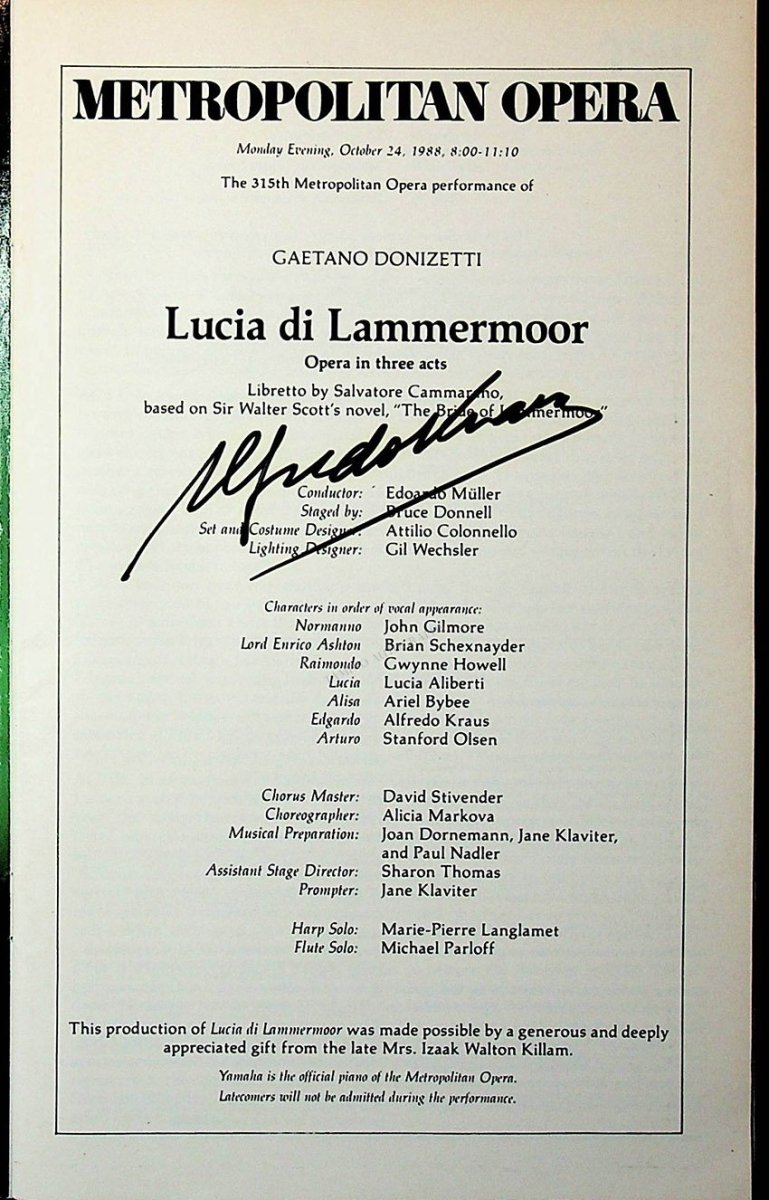 METROPOLITAN OPERA
Monday Evening, October 24, 1988, 8:00-11:10
The 315th Metropolitan Opera performance of
GAETANO DONIZETTI
Lucia di Lammermoor
Opera in three acts
Libretto by Salvatore Cammarano,
based on Sir Walter Scott's novel, "The Bride of Lammermoor"
Alfredo Kraus
Conductor: Edoardo Müller
Staged by: Bruce Donnell
Set and Costume Designer: Attilio Colonnello
Lighting Designer: Gil Wechsler
Characters in order of vocal appearance:
Normanno John Gilmore
Lord Enrico Ashton Brian Schexnayder
Raimondo Gwynne Howell
Lucia Lucia Aliberti
Alisa Ariel Bybee
Edgardo Alfredo Kraus
Arturo Stanford Olsen
Chorus Master: David Stivender
Choreographer: Alicia Markova
Musical Preparation: Joan Dornemann, Jane Klaviter,
and Paul Nadler
Assistant Stage Director: Sharon Thomas
Prompter: Jane Klaviter
Harp Solo: Marie-Pierre Langlamet
Flute Solo: Michael Parloff
This production of Lucia di Lammermoor was made possible by a generous and deeply
appreciated gift from the late Mrs. Izaak Walton Killam.
Yamaha is the official piano of the Metropolitan Opera.
Latecomers will not be admitted during the performance.